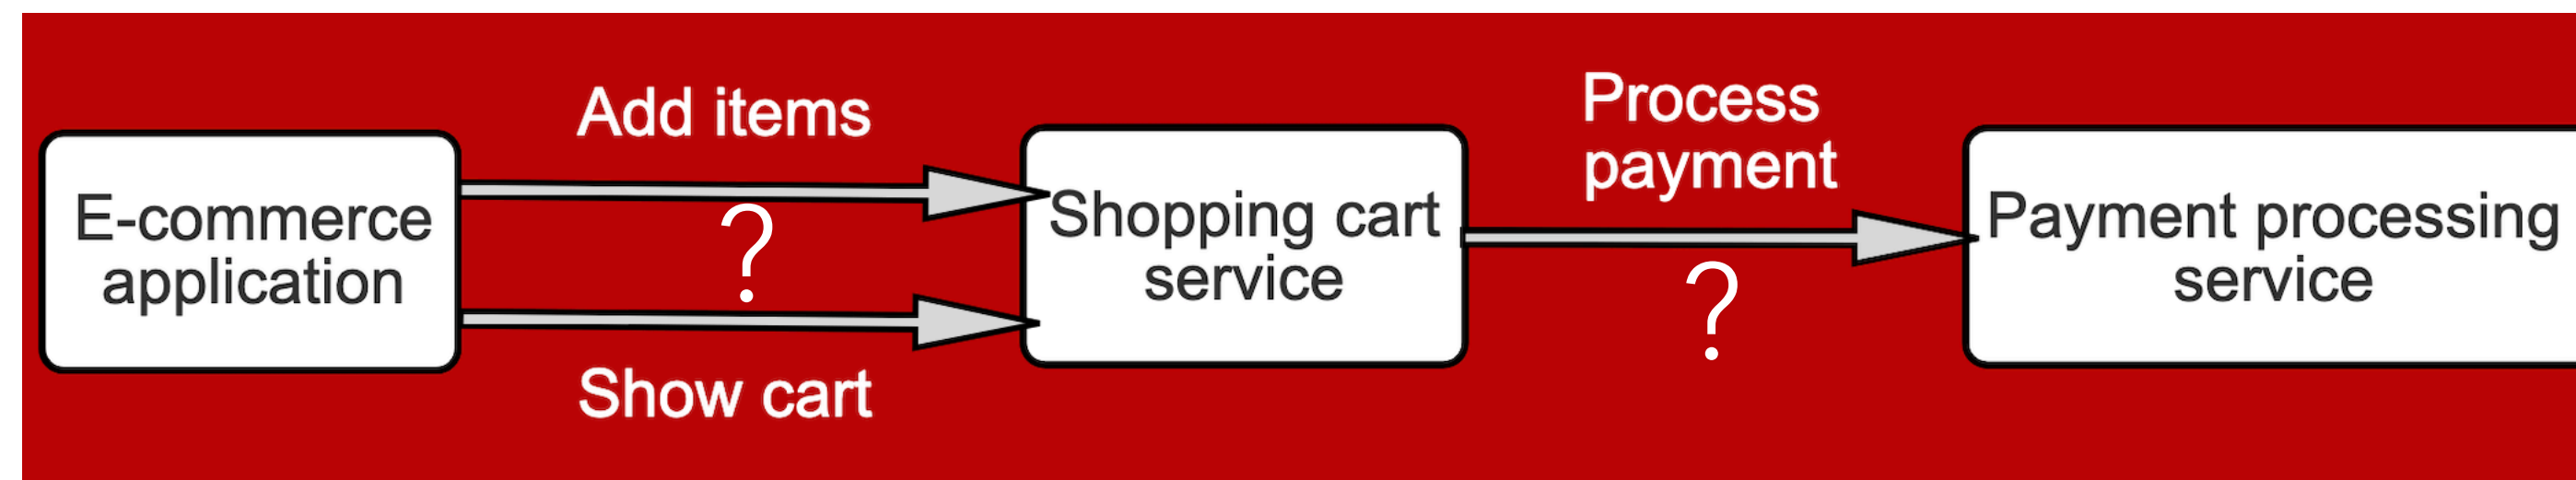 Add items
Process
payment
E-commerce
application
?
Shopping cart
service
?
Payment processing
service
Show cart